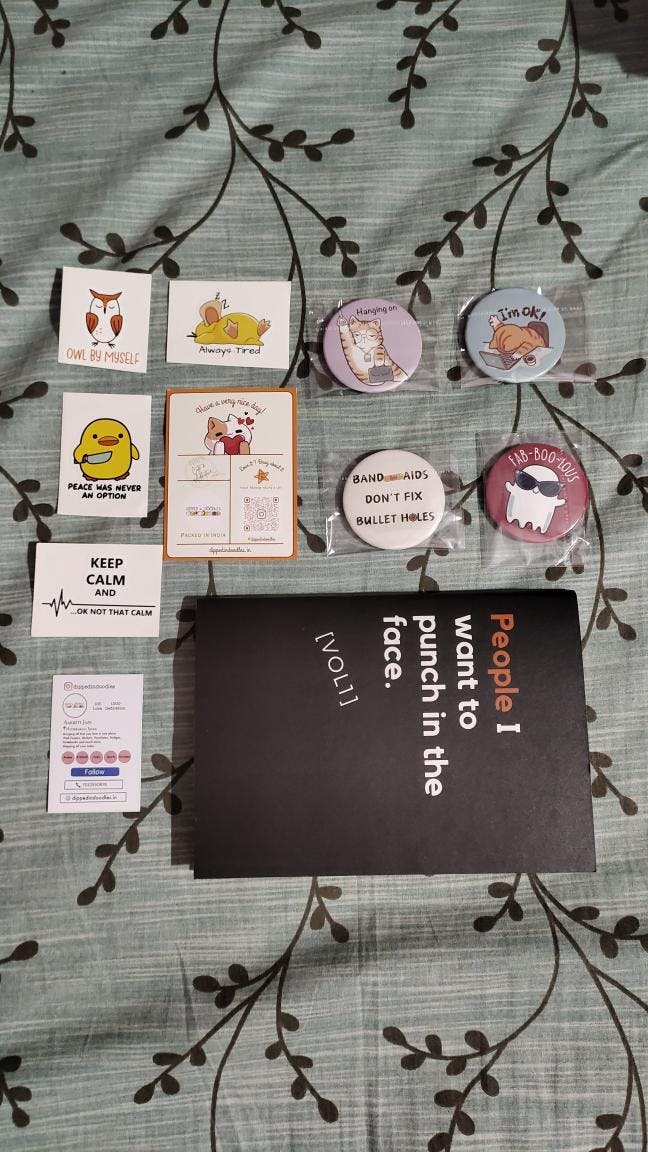 OWL BY MYSELF
Z Z
Always Tired
Hanging on
I'm OK!
PEACE WAS NEVER
AN OPTION
Have a very nice day!
PACKED IN INDIA
dippedindoodles.in
BAND AIDS
DON'T FIX
BULLET HOLES
FAB-BOO-LOUS
KEEP
CALM
AND
...OK NOT THAT CALM
People I
want to
punch in the
face.
[VOL1]
dippedindoodles
Follow
dippedindoodles.in